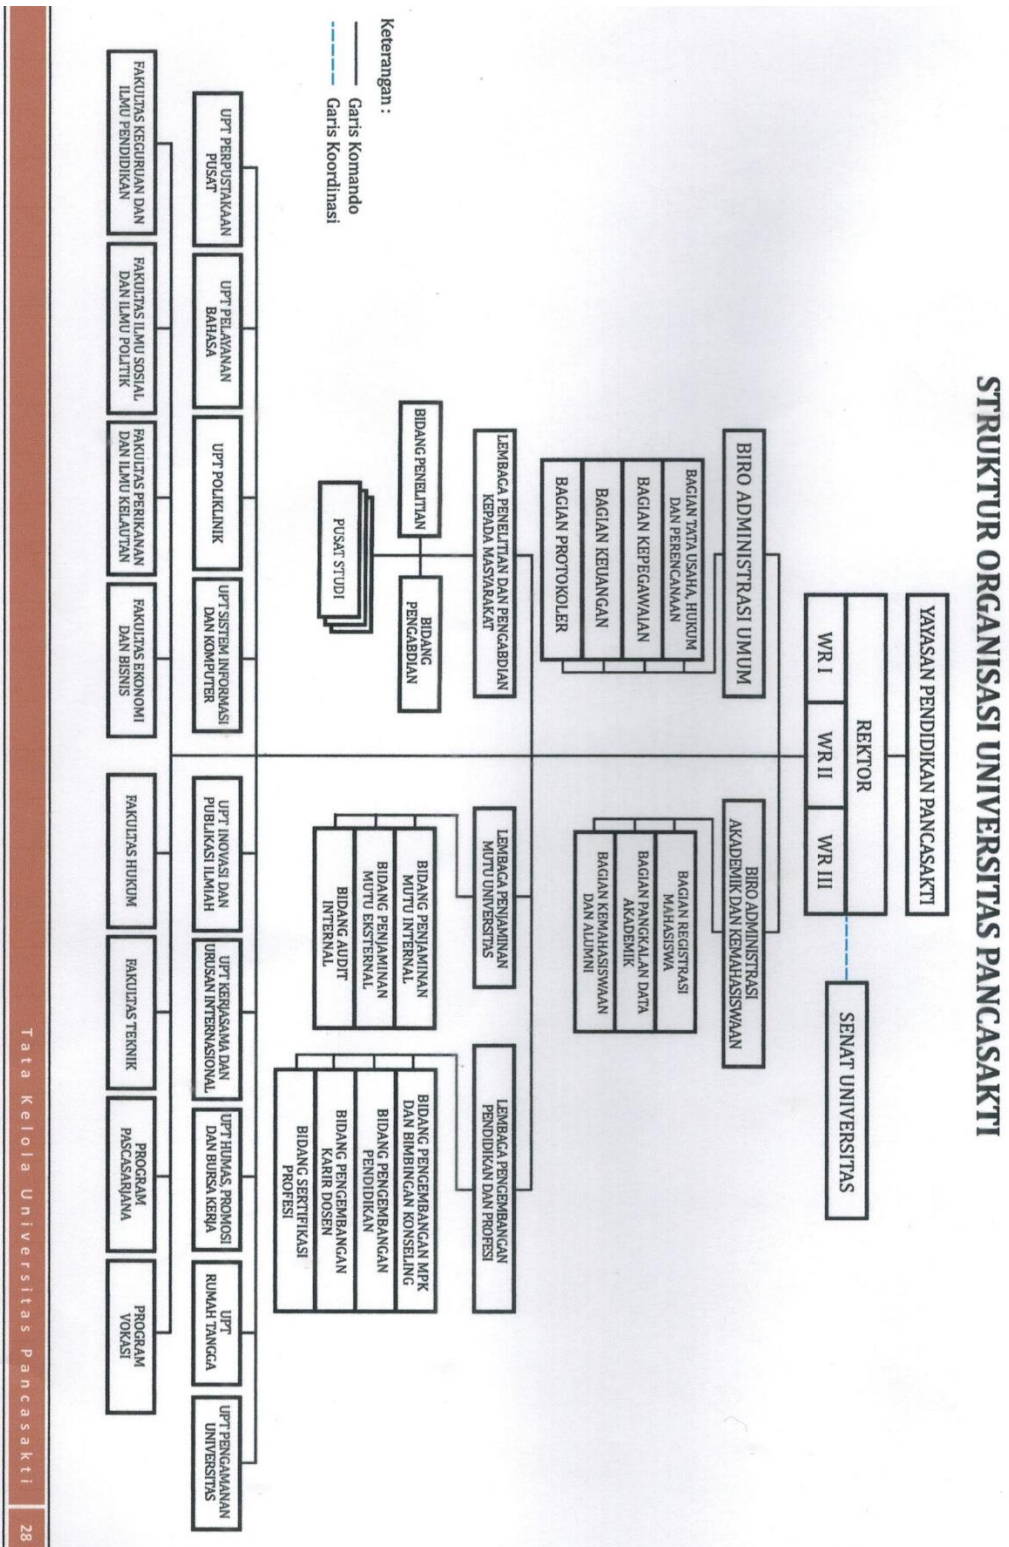 STRUKTUR ORGANISASI UNIVERSITAS PANCASAKTI
YAYASAN PENDIDIKAN PANCASAKTI
REKTOR
WR I
WR II
WR III
SENAT UNIVERSITAS
BIRO ADMINISTRASI UMUM
BAGIAN TATA USAHA, HUKUM
DAN PERENCANAAN
BAGIAN KEPEGAWAIAN
BAGIAN KEUANGAN
BAGIAN PROTOKOLER
BIRO ADMINISTRASI
AKADEMIK DAN KEMAHASISWAAN
BAGIAN REGISTRASI
MAHASISWA
BAGIAN PANGKALAN DATA
AKADEMIK
BAGIAN KEMAHASISWAAN
DAN ALUMNI
LEMBAGA PENELITIAN DAN PENGABDIAN
KEPADA MASYARAKAT
BIDANG PENELITIAN
BIDANG
PENGABDIAN
PUSAT STUDI
LEMBAGA PENJAMINAN
MUTU UNIVERSITAS
BIDANG PENJAMINAN
MUTU INTERNAL
BIDANG PENJAMINAN
MUTU EKSTERNAL
BIDANG AUDIT
INTERNAL
LEMBAGA PENGEMBANGAN
PENDIDIKAN DAN PROFESI
BIDANG PENGEMBANGAN MPK
DAN BIMBINGAN KONSELING
BIDANG PENGEMBANGAN
PENDIDIKAN
BIDANG PENGEMBANGAN
KARIR DOSEN
BIDANG SERTIFIKASI
PROFESI
Keterangan :
Garis Komando
Garis Koordinasi
UPT PERPUSTAKAAN
PUSAT
UPT PELAYANAN
BAHASA
UPT POLIKLINIK
UPT SISTEM INFORMASI
DAN KOMPUTER
UPT INOVASI DAN
PUBLIKASI ILMIAH
UPT KERJASAMA DAN
URUSAN INTERNASIONAL
UPT HUMAS, PROMOSI
DAN BURSA KERJA
UPT
RUMAH TANGGA
UPT PENGAMANAN
UNIVERSITAS
FAKULTAS KEGURUAN DAN
ILMU PENDIDIKAN
FAKULTAS ILMU SOSIAL
DAN ILMU POLITIK
FAKULTAS PERIKANAN
DAN ILMU KELAUTAN
FAKULTAS EKONOMI
DAN BISNIS
FAKULTAS HUKUM
FAKULTAS TEKNIK
PROGRAM
PASCASARJANA
PROGRAM
VOKASI
Tata Kelola Universitas Pancasakti 28